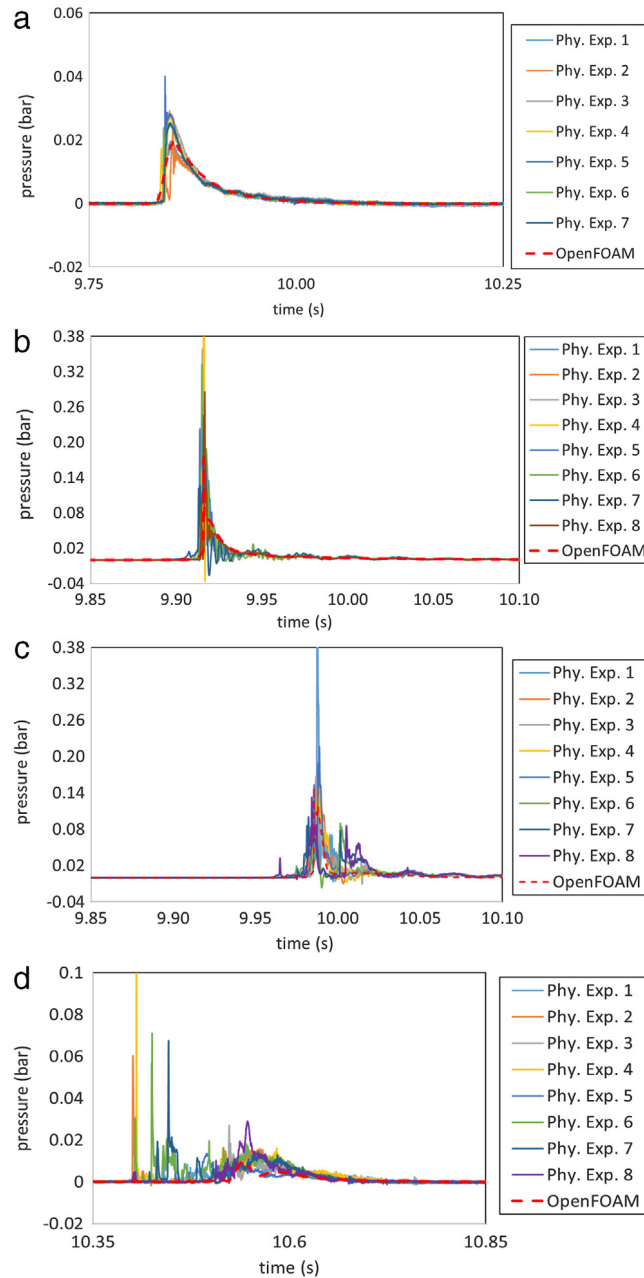 a
0.06
0.04
0.02
0
-0.02
pressure (bar)
9.75
10.00
10.25
time (s)
Phy. Exp. 1
Phy. Exp. 2
Phy. Exp. 3
Phy. Exp. 4
Phy. Exp. 5
Phy. Exp. 6
Phy. Exp. 7
OpenFOAM
b
0.38
0.32
0.26
0.20
0.14
0.08
0.02
-0.04
pressure (bar)
9.85
9.90
9.95
10.00
10.05
10.10
time (s)
Phy. Exp. 1
Phy. Exp. 2
Phy. Exp. 3
Phy. Exp. 4
Phy. Exp. 5
Phy. Exp. 6
Phy. Exp. 7
Phy. Exp. 8
OpenFOAM
c
0.38
0.32
0.26
0.20
0.14
0.08
0.02
-0.04
pressure (bar)
9.85
9.90
9.95
10.00
10.05
10.10
time (s)
Phy. Exp. 1
Phy. Exp. 2
Phy. Exp. 3
Phy. Exp. 4
Phy. Exp. 5
Phy. Exp. 6
Phy. Exp. 7
Phy. Exp. 8
OpenFOAM
d
0.1
0.08
0.06
0.04
0.02
0
-0.02
pressure (bar)
10.35
10.6
10.85
time (s)
Phy. Exp. 1
Phy. Exp. 2
Phy. Exp. 3
Phy. Exp. 4
Phy. Exp. 5
Phy. Exp. 6
Phy. Exp. 7
Phy. Exp. 8
OpenFOAM